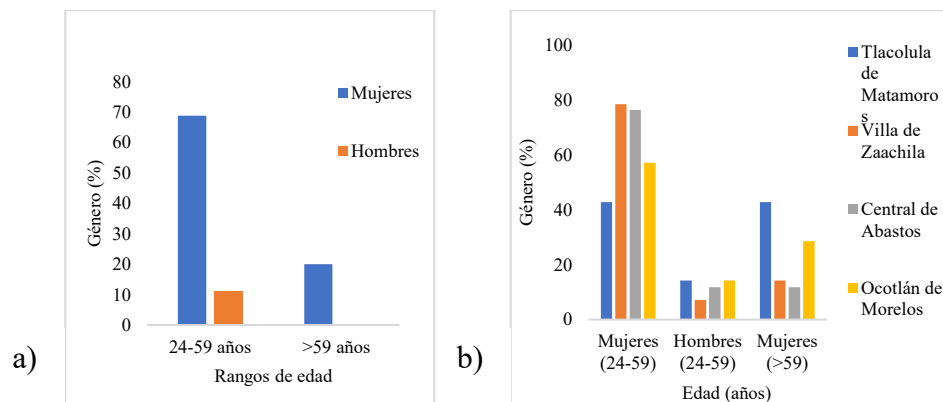 80
70
60
50
40
30
20
10
0
Género (%)
24-59 años
>59 años
Rangos de edad
Mujeres
Hombres
a)
100
80
60
40
20
0
Género (%)
Mujeres
(24-59)
Hombres
(24-59)
Mujeres
(>59)
Edad (años)
Tlacolula
de
Matamoro
s
Villa de
Zaachila
Central de
Abastos
Ocotlán de
Morelos
b)